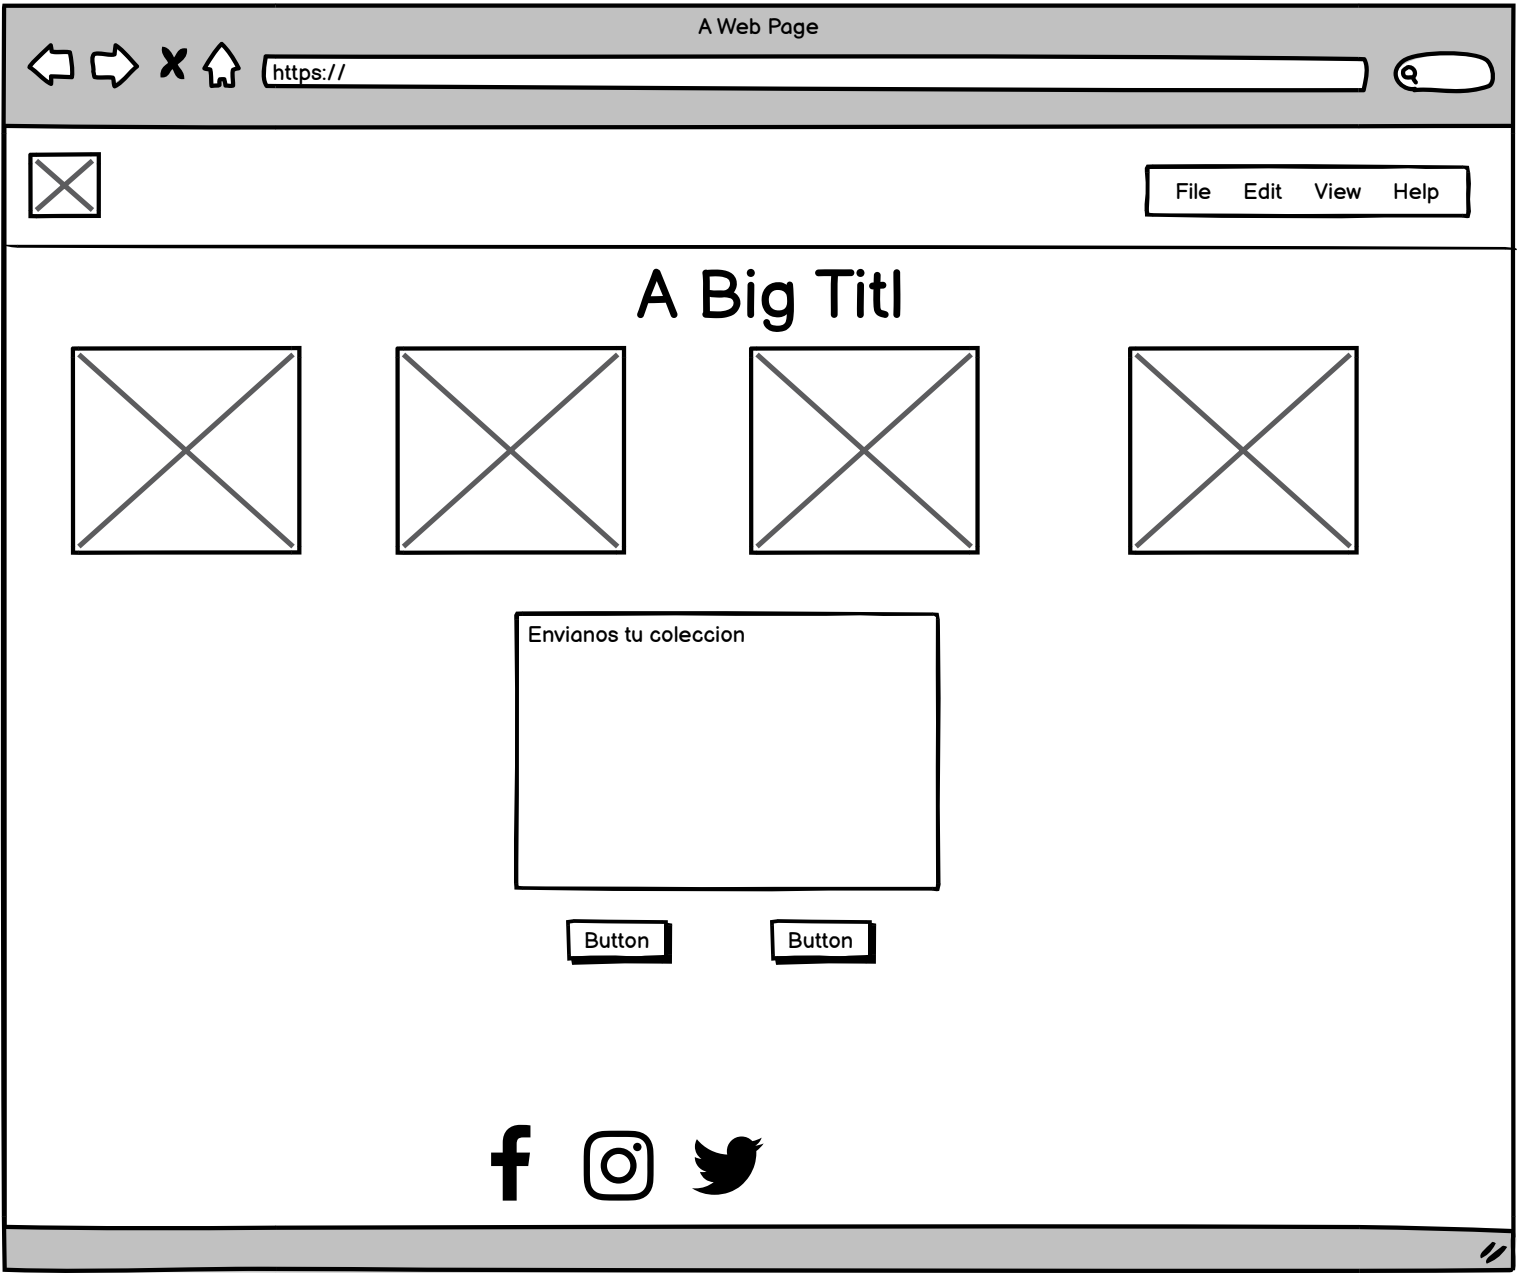 A Web Page
https://
File Edit View Help
A Big Titl
Envianos tu coleccion
Button Button